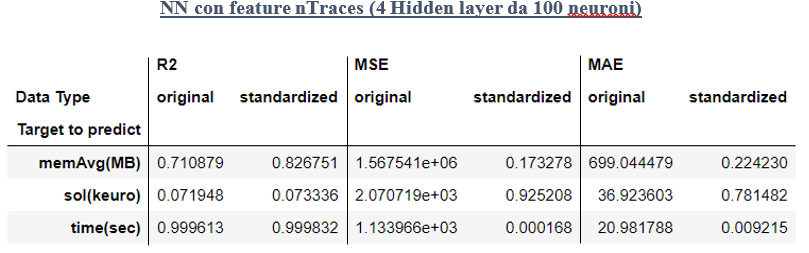 NN con feature nTraces (4 Hidden layer da 100 neuroni)
R2 MSE MAE
Data Type original standardized original standardized original standardized
Target to predict
memAvg(MB) 0.710879 0.826751 1.567541e+06 0.173278 699.044479 0.224230
sol(keuro) 0.071948 0.073336 2.070719e+03 0.925208 36.923603 0.781482
time(sec) 0.999613 0.999832 1.133966e+03 0.000168 20.981788 0.009215